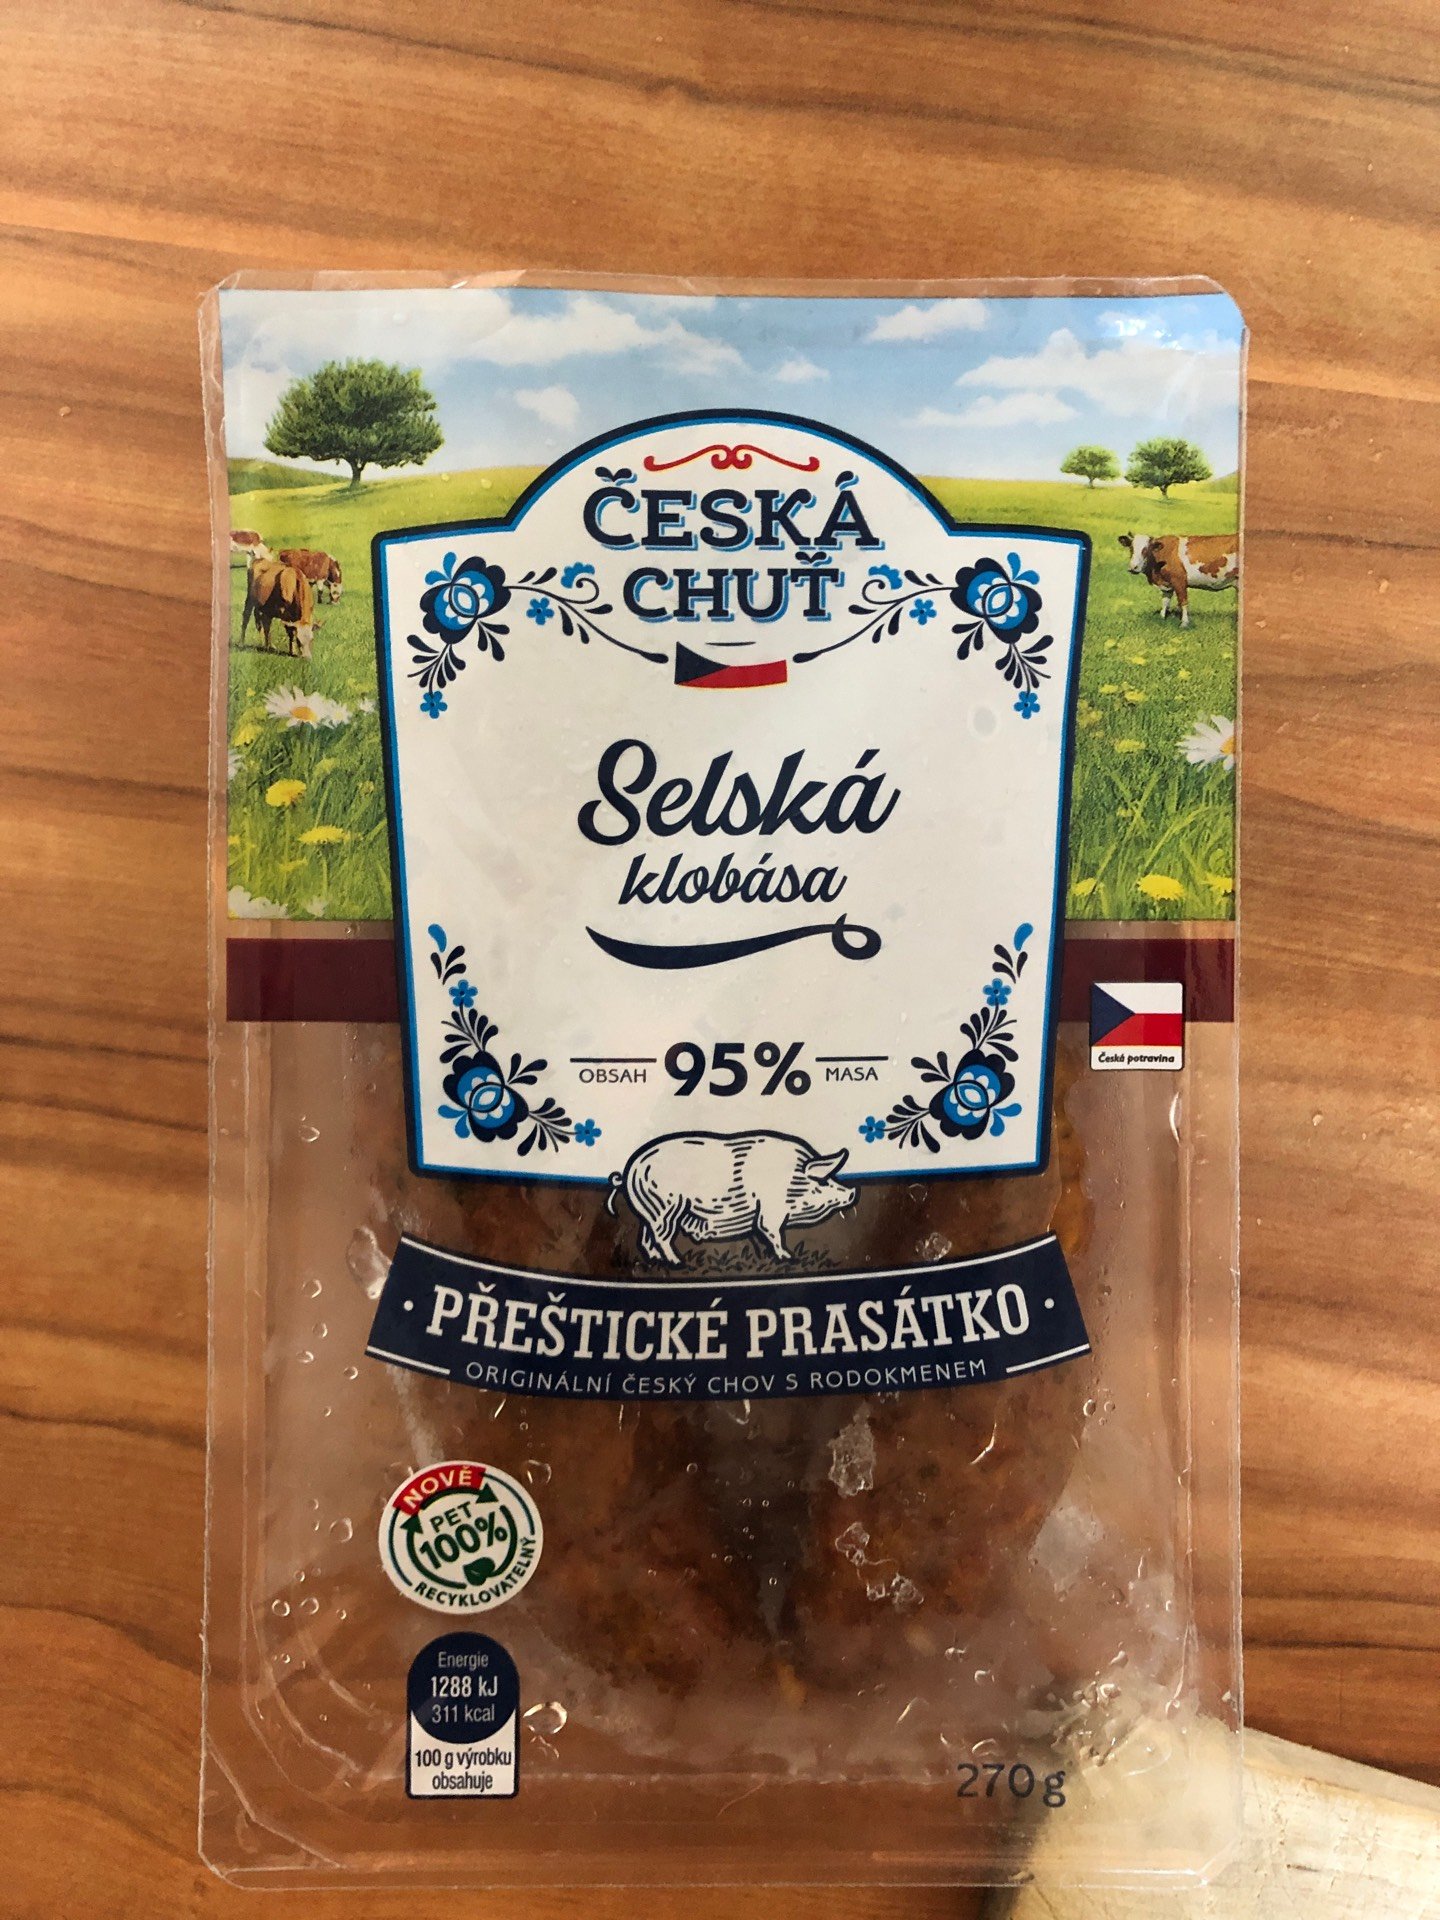 ČESKÁ
CHUŤ
Selská
klobása
OBSAH 95% MASA
Česká potravina
· PŘEŠTICKÉ PRASÁTKO ·
ORIGINÁLNÍ ČESKÝ CHOV S RODOKMENEM
NOVĚ
PET
100%
RECYKLOVATELNÝ
Energie
1288 kJ
311 kcal
100 g výrobku
obsahuje
270 g